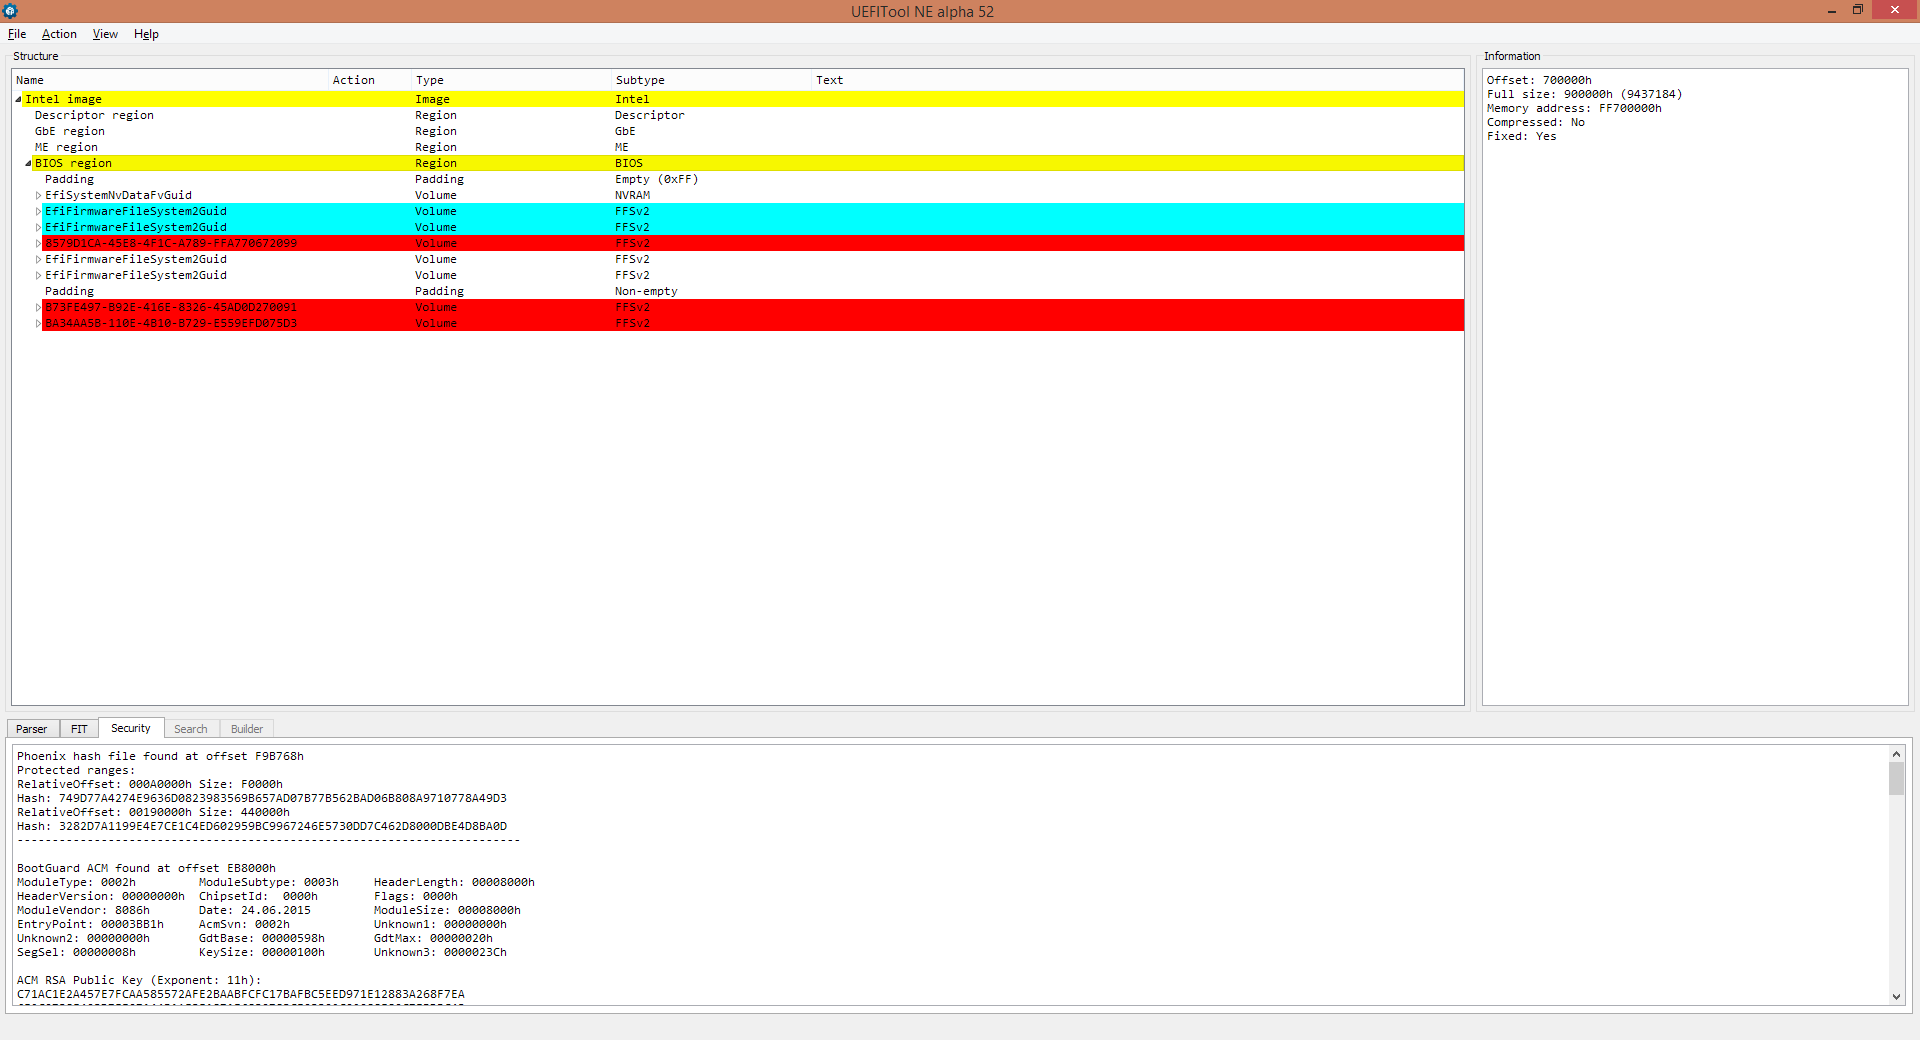 UEFITool NE alpha 52
File Action View Help
Structure
Name Action Type Subtype Text
Intel image Image Intel
Descriptor region Region Descriptor
GbE region Region GbE
ME region Region ME
BIOS region Region BIOS
Padding Padding Empty (0xFF)
EfiSystemNvDataFvGuid Volume NVRAM
EfiFirmwareFileSystem2Guid Volume FFSv2
EfiFirmwareFileSystem2Guid Volume FFSv2
8579D1CA-45E8-4F1C-A789-FFA770672099 Volume FFSv2
EfiFirmwareFileSystem2Guid Volume FFSv2
EfiFirmwareFileSystem2Guid Volume FFSv2
Padding Padding Non-empty
B73FE497-B92E-416E-8326-45AD0D270091 Volume FFSv2
BA34AA5B-110E-4B10-B729-E559EFD075D3 Volume FFSv2
Information
Offset: 700000h
Full size: 900000h (9437184)
Memory address: FF700000h
Compressed: No
Fixed: Yes
Parser FIT Security Search Builder
Phoenix hash file found at offset F9B768h
Protected ranges:
RelativeOffset: 000A0000h Size: F0000h
Hash: 749D77A4274E9636D0823983569B657AD07B77B562BAD06B808A9710778A49D3
RelativeOffset: 00190000h Size: 440000h
Hash: 3282D7A1199E4E7CE1C4ED602959BC9967246E5730DD7C462D8000DBE4D8BA0D
------------------------------------------------------------------------
BootGuard ACM found at offset EB8000h
ModuleType: 0002h ModuleSubtype: 0003h HeaderLength: 00008000h
HeaderVersion: 00000000h ChipsetId: 0000h Flags: 0000h
ModuleVendor: 8086h Date: 24.06.2015 ModuleSize: 00008000h
EntryPoint: 00003BB1h AcmSvn: 0002h Unknown1: 00000000h
Unknown2: 00000000h GdtBase: 00000598h GdtMax: 00000020h
SegSel: 00000008h KeySize: 00000100h Unknown3: 0000023Ch
ACM RSA Public Key (Exponent: 11h):
C71AC1E2A457E7FCAA585572AFE2BAABFCFC17BAFBC5EED971E12883A268F7EA